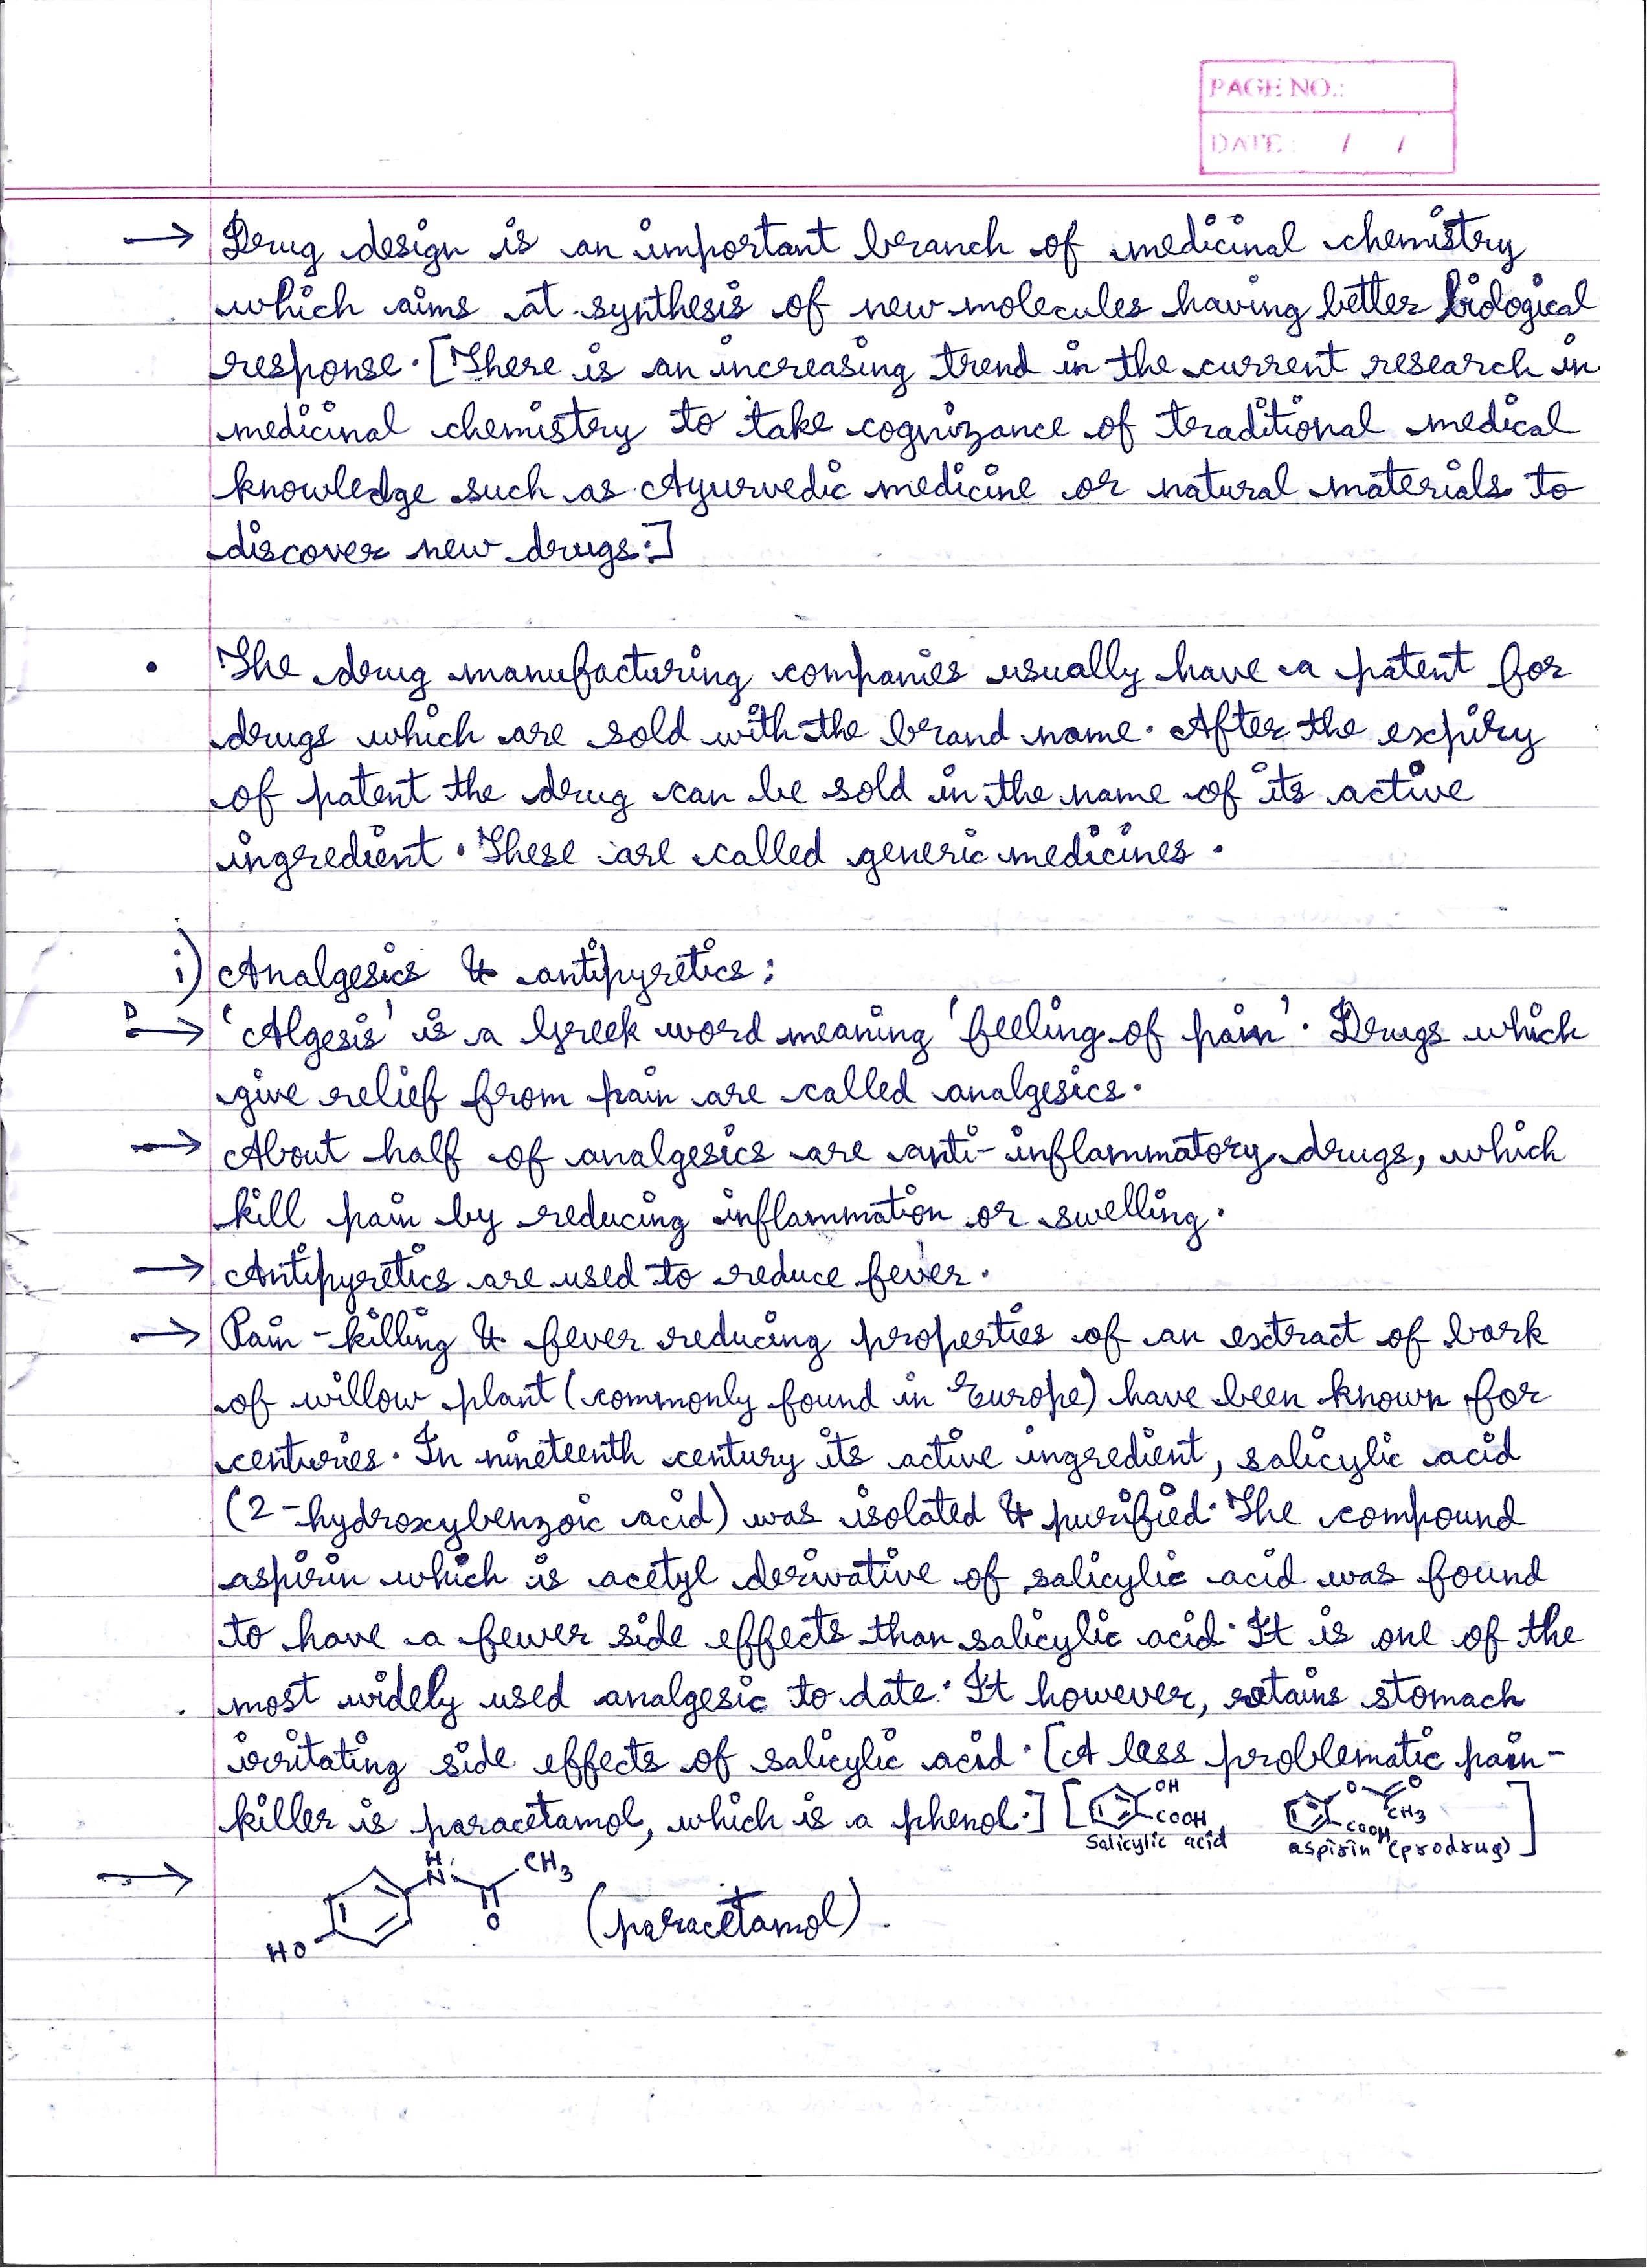 PAGE NO.:
DATE: / /
→ Drug design is an important branch of medicinal chemistry
which aims at synthesis of new molecules having better biological
response. [There is an increasing trend in the current research in
medicinal chemistry to take cognizance of traditional medical
knowledge such as Ayurvedic medicine or natural materials to
discover new drugs.]
• The drug manufacturing companies usually have a patent for
drugs which are sold with the brand name. After the expiry
of patent the drug can be sold in the name of its active
ingredient. These are called generic medicines.
i) Analgesics & antipyretics:
D → 'Algesis' is a Greek word meaning 'feeling of pain'. Drugs which
give relief from pain are called analgesics.
→ About half of analgesics are anti-inflammatory drugs, which
kill pain by reducing inflammation or swelling.
→ Antipyretics are used to reduce fever.
→ Pain-killing & fever reducing properties of an extract of bark
of willow plant (commonly found in Europe) have been known for
centuries. In nineteenth century its active ingredient, salicylic acid
(2-hydroxybenzoic acid) was isolated & purified. The compound
aspirin which is acetyl derivative of salicylic acid was found
to have a fewer side effects than salicylic acid. It is one of the
most widely used analgesic to date. It however, retains stomach
irritating side effects of salicylic acid. [A less problematic pain-
killer is paracetamol, which is a phenol.] [ OH COOH Salicylic acid O O CH3 COOH aspirin (prodrug) ]
→ HO H N O CH3 (paracetamol).